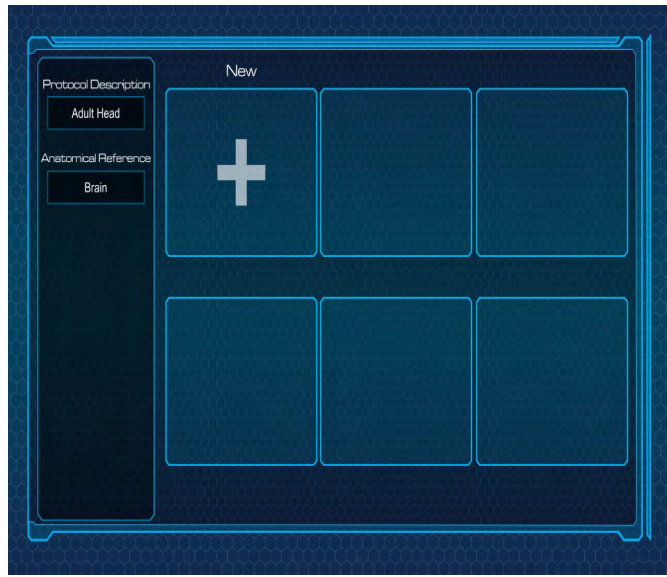 New
Protocol Description
Adult Head
Anatomical Reference
Brain